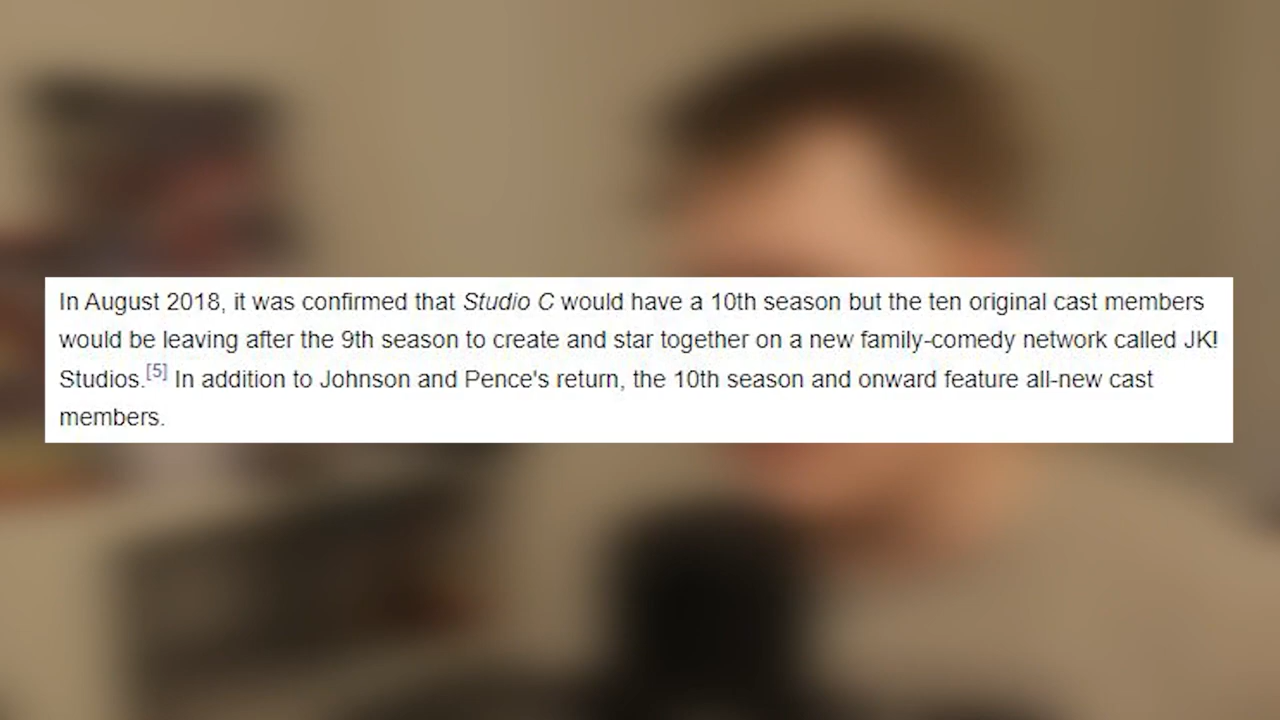 In August 2018, it was confirmed that Studio C would have a 10th season but the ten original cast members
would be leaving after the 9th season to create and star together on a new family-comedy network called JK!
Studios.[5] In addition to Johnson and Pence's return, the 10th season and onward feature all-new cast
members.